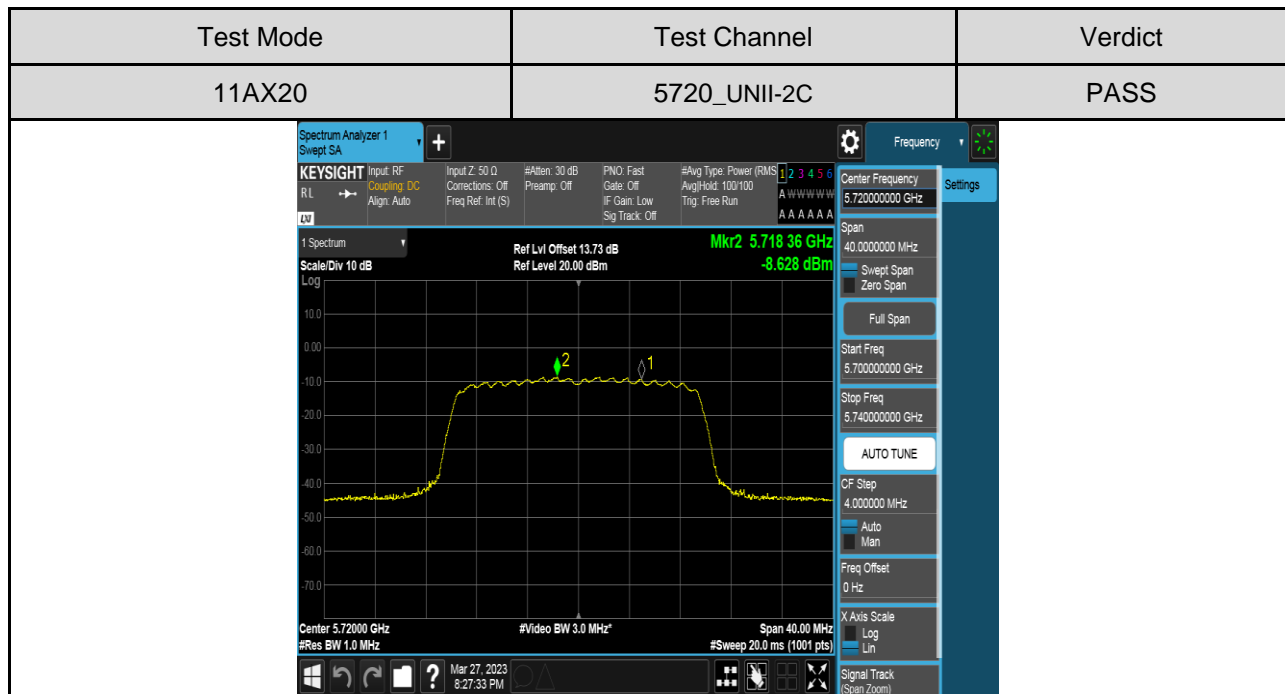 Test Mode Test Channel Verdict
11AX20 5720_UNII-2C PASS
Spectrum Analyzer 1
Swept SA
+
Frequency
KEYSIGHT
RL
LXI
Input: RF
Coupling: DC
Align: Auto
Input Z: 50 Ω
Corrections: Off
Freq Ref: Int (S)
#Atten: 30 dB
Preamp: Off
PNO: Fast
Gate: Off
IF Gain: Low
Sig Track: Off
#Avg Type: Power (RMS
Avg|Hold: 100/100
Trig: Free Run
1 2 3 4 5 6
A W W W W W
A A A A A A
1 Spectrum
Scale/Div 10 dB
Log
Ref Lvl Offset 13.73 dB
Ref Level 20.00 dBm
Mkr2 5.718 36 GHz
-8.628 dBm
10.0
0.00
-10.0
-20.0
-30.0
-40.0
-50.0
-60.0
-70.0
2
1
Center 5.72000 GHz
#Res BW 1.0 MHz
#Video BW 3.0 MHz*
Span 40.00 MHz
#Sweep 20.0 ms (1001 pts)
?
Mar 27, 2023
8:27:33 PM
Center Frequency
5.720000000 GHz
Span
40.0000000 MHz
Swept Span
Zero Span
Full Span
Start Freq
5.700000000 GHz
Stop Freq
5.740000000 GHz
AUTO TUNE
CF Step
4.000000 MHz
Auto
Man
Freq Offset
0 Hz
X Axis Scale
Log
Lin
Signal Track
(Span Zoom)
Settings